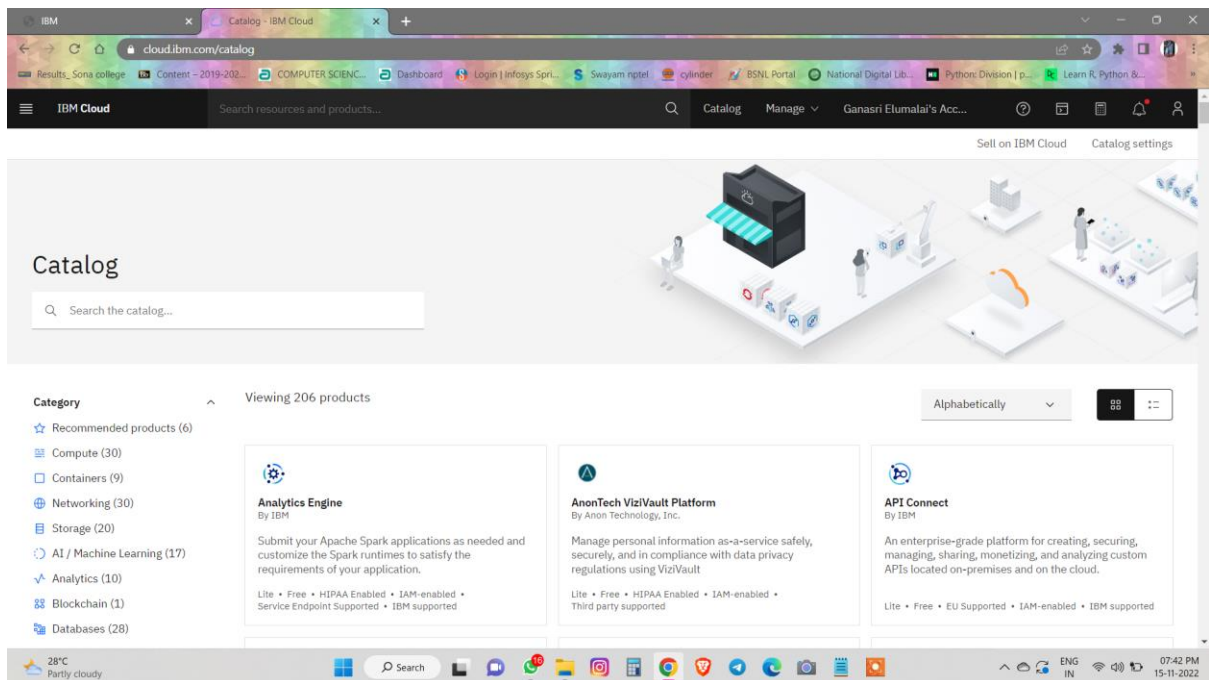 IBM
Catalog - IBM Cloud
cloud.ibm.com/catalog
Results_Sona college
Content – 2019-202...
COMPUTER SCIENC...
Dashboard
Login | Infosys Spri...
Swayam nptel
cylinder
BSNL Portal
National Digital Lib...
Python: Division | p...
Learn R, Python &...
IBM Cloud
Search resources and products...
Catalog
Manage
Ganasri Elumalai's Acc...
Sell on IBM Cloud
Catalog settings
Catalog
Search the catalog...
Category
Recommended products (6)
Compute (30)
Containers (9)
Networking (30)
Storage (20)
AI / Machine Learning (17)
Analytics (10)
Blockchain (1)
Databases (28)
Viewing 206 products
Alphabetically
Analytics Engine
By IBM
Submit your Apache Spark applications as needed and
customize the Spark runtimes to satisfy the
requirements of your application.
Lite • Free • HIPAA Enabled • IAM-enabled •
Service Endpoint Supported • IBM supported
AnonTech ViziVault Platform
By Anon Technology, Inc.
Manage personal information as-a-service safely,
securely, and in compliance with data privacy
regulations using ViziVault
Lite • Free • HIPAA Enabled • IAM-enabled •
Third party supported
API Connect
By IBM
An enterprise-grade platform for creating, securing,
managing, sharing, monetizing, and analyzing custom
APIs located on-premises and on the cloud.
Lite • Free • EU Supported • IAM-enabled • IBM supported
28°C
Partly cloudy
Search
ENG
IN
07:42 PM
15-11-2022